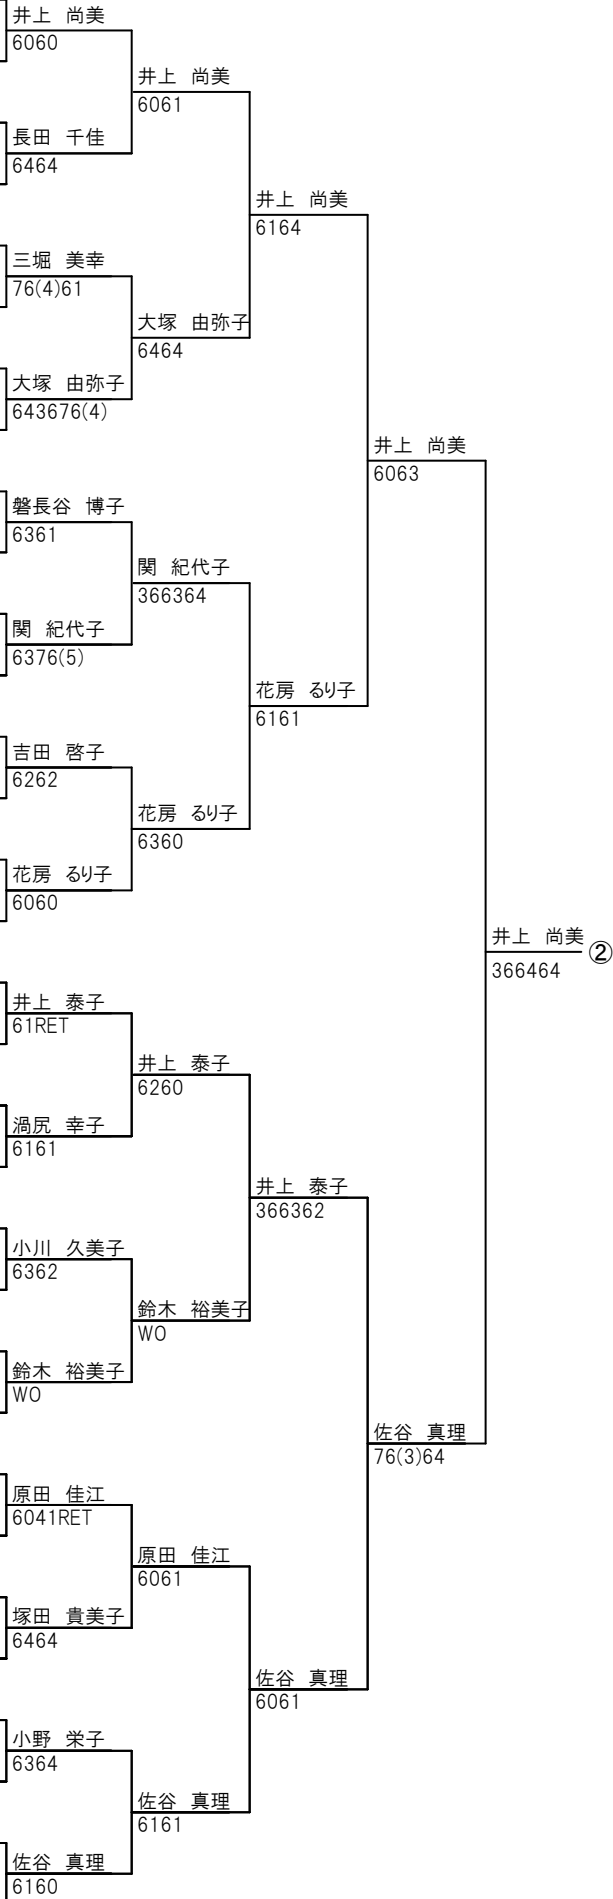 井上 尚美
6060
井上 尚美
6061
長田 千佳
6464
井上 尚美
6164
三堀 美幸
76(4)61
大塚 由弥子
6464
大塚 由弥子
643676(4)
井上 尚美
6063
磐長谷 博子
6361
関 紀代子
366364
関 紀代子
6376(5)
花房 るり子
6161
吉田 啓子
6262
花房 るり子
6360
花房 るり子
6060
井上 尚美 ②
366464
井上 泰子
61RET
井上 泰子
6260
渦尻 幸子
6161
井上 泰子
366362
小川 久美子
6362
鈴木 裕美子
WO
鈴木 裕美子
WO
佐谷 真理
76(3)64
原田 佳江
6041RET
原田 佳江
6061
塚田 貴美子
6464
佐谷 真理
6061
小野 栄子
6364
佐谷 真理
6161
佐谷 真理
6160